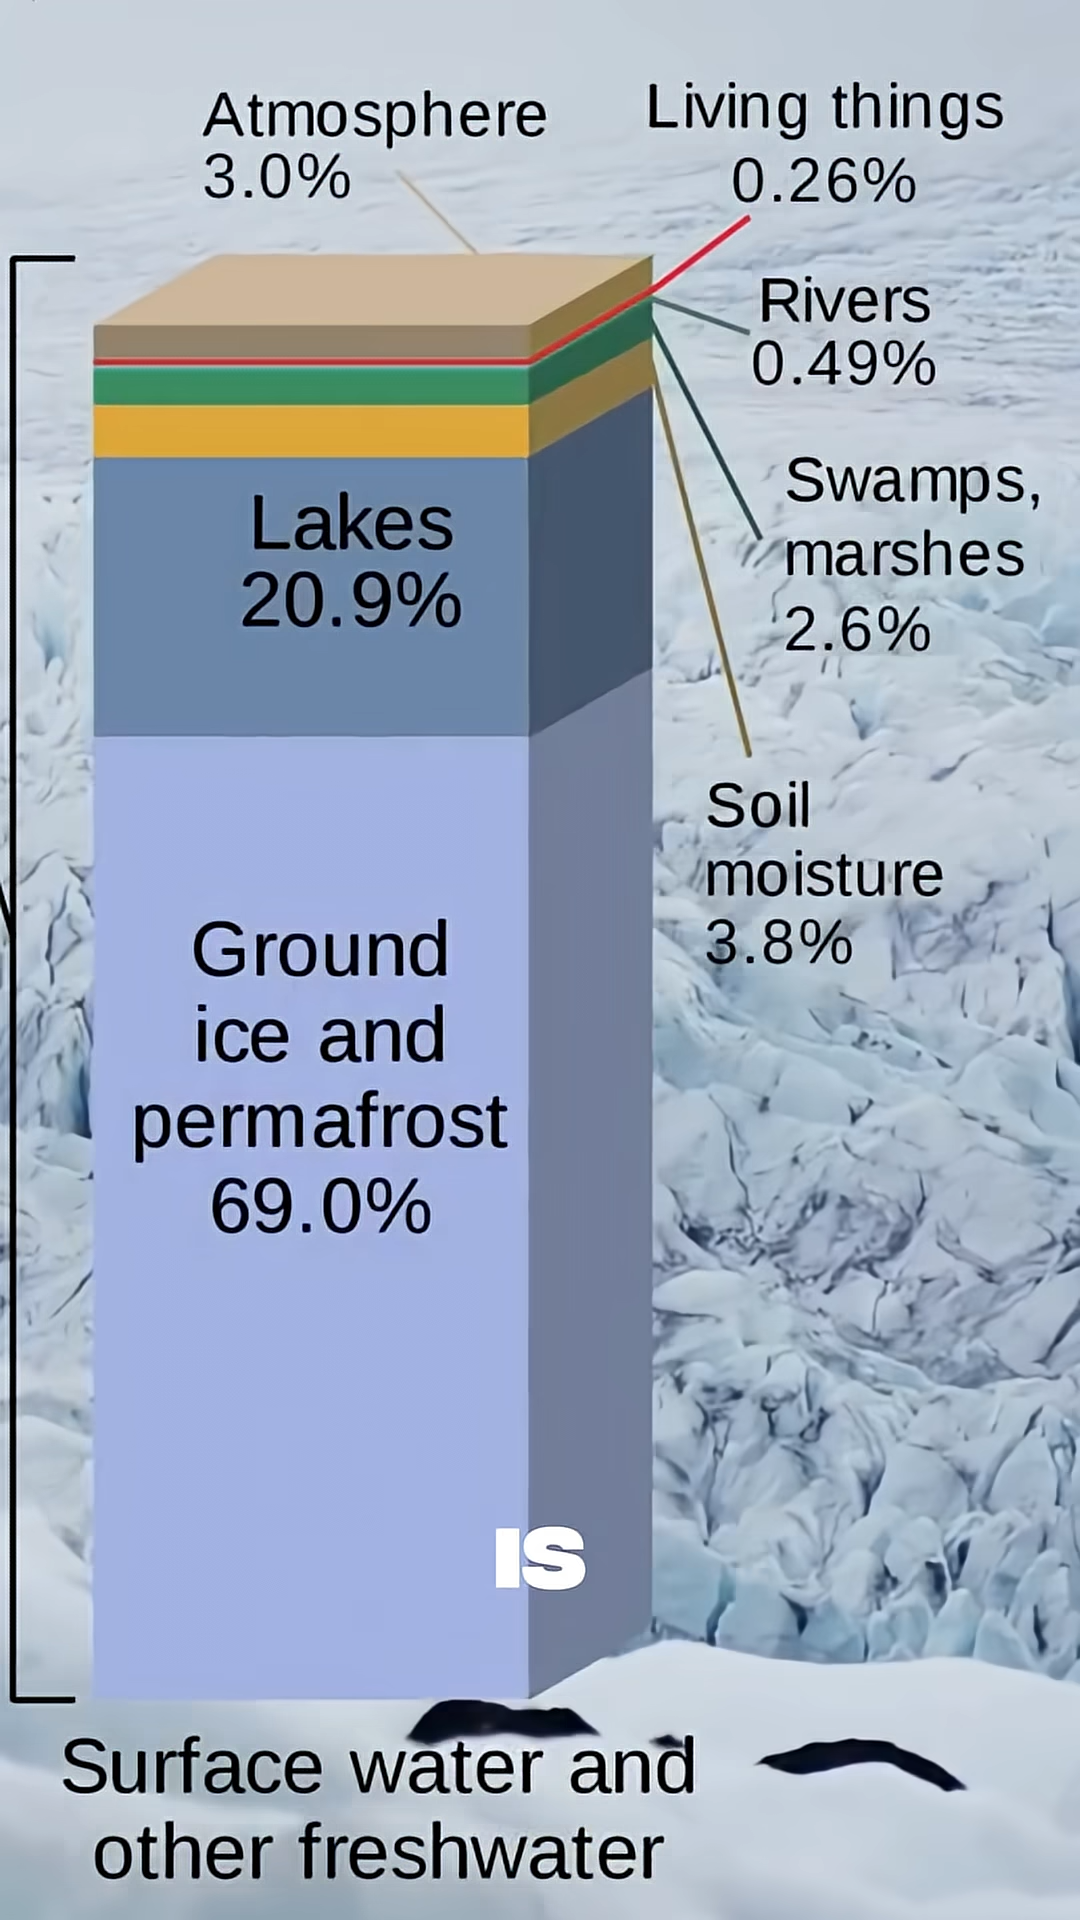 Atmosphere
3.0%
Living things
0.26%
Rivers
0.49%
Swamps,
marshes
2.6%
Lakes
20.9%
Soil
moisture
3.8%
Ground
ice and
permafrost
69.0%
IS
Surface water and
other freshwater